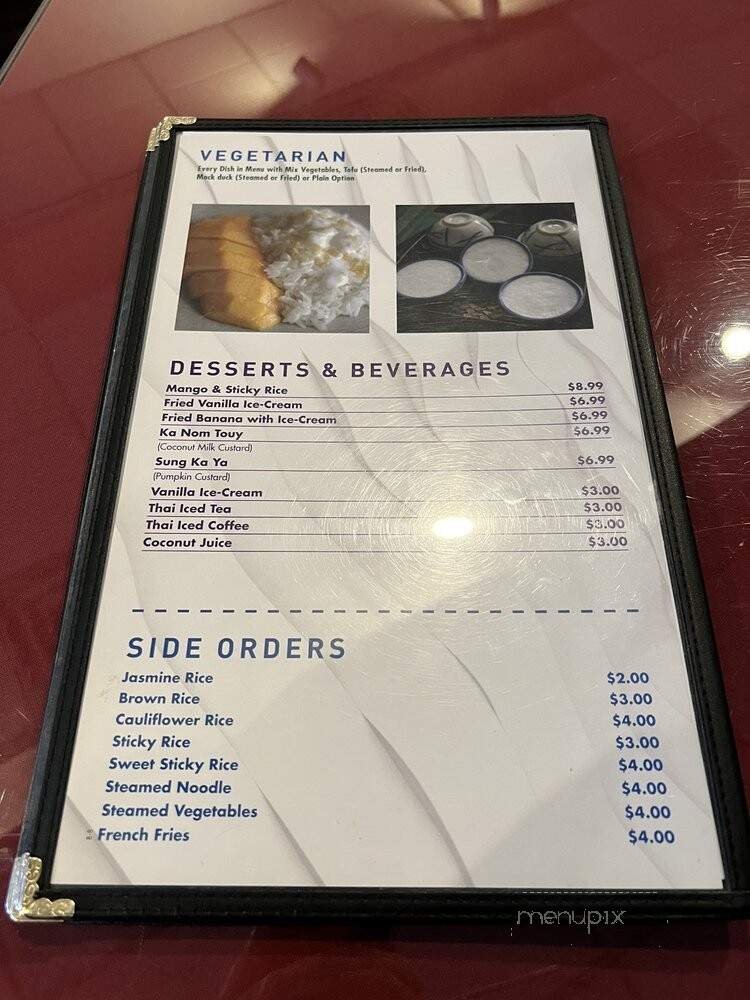 VEGETARIAN
Every Dish in Menu with Mix Vegetables, Tofu (Steamed or Fried),
Mock duck (Steamed or Fried) or Plain Option
DESSERTS & BEVERAGES
Mango & Sticky Rice $8.99
Fried Vanilla Ice-Cream $6.99
Fried Banana with Ice-Cream $6.99
Ka Nom Touy $6.99
(Coconut Milk Custard)
Sung Ka Ya $6.99
(Pumpkin Custard)
Vanilla Ice-Cream $3.00
Thai Iced Tea $3.00
Thai Iced Coffee $3.00
Coconut Juice $3.00
SIDE ORDERS
Jasmine Rice $2.00
Brown Rice $3.00
Cauliflower Rice $4.00
Sticky Rice $3.00
Sweet Sticky Rice $4.00
Steamed Noodle $4.00
Steamed Vegetables $4.00
French Fries $4.00
menupix